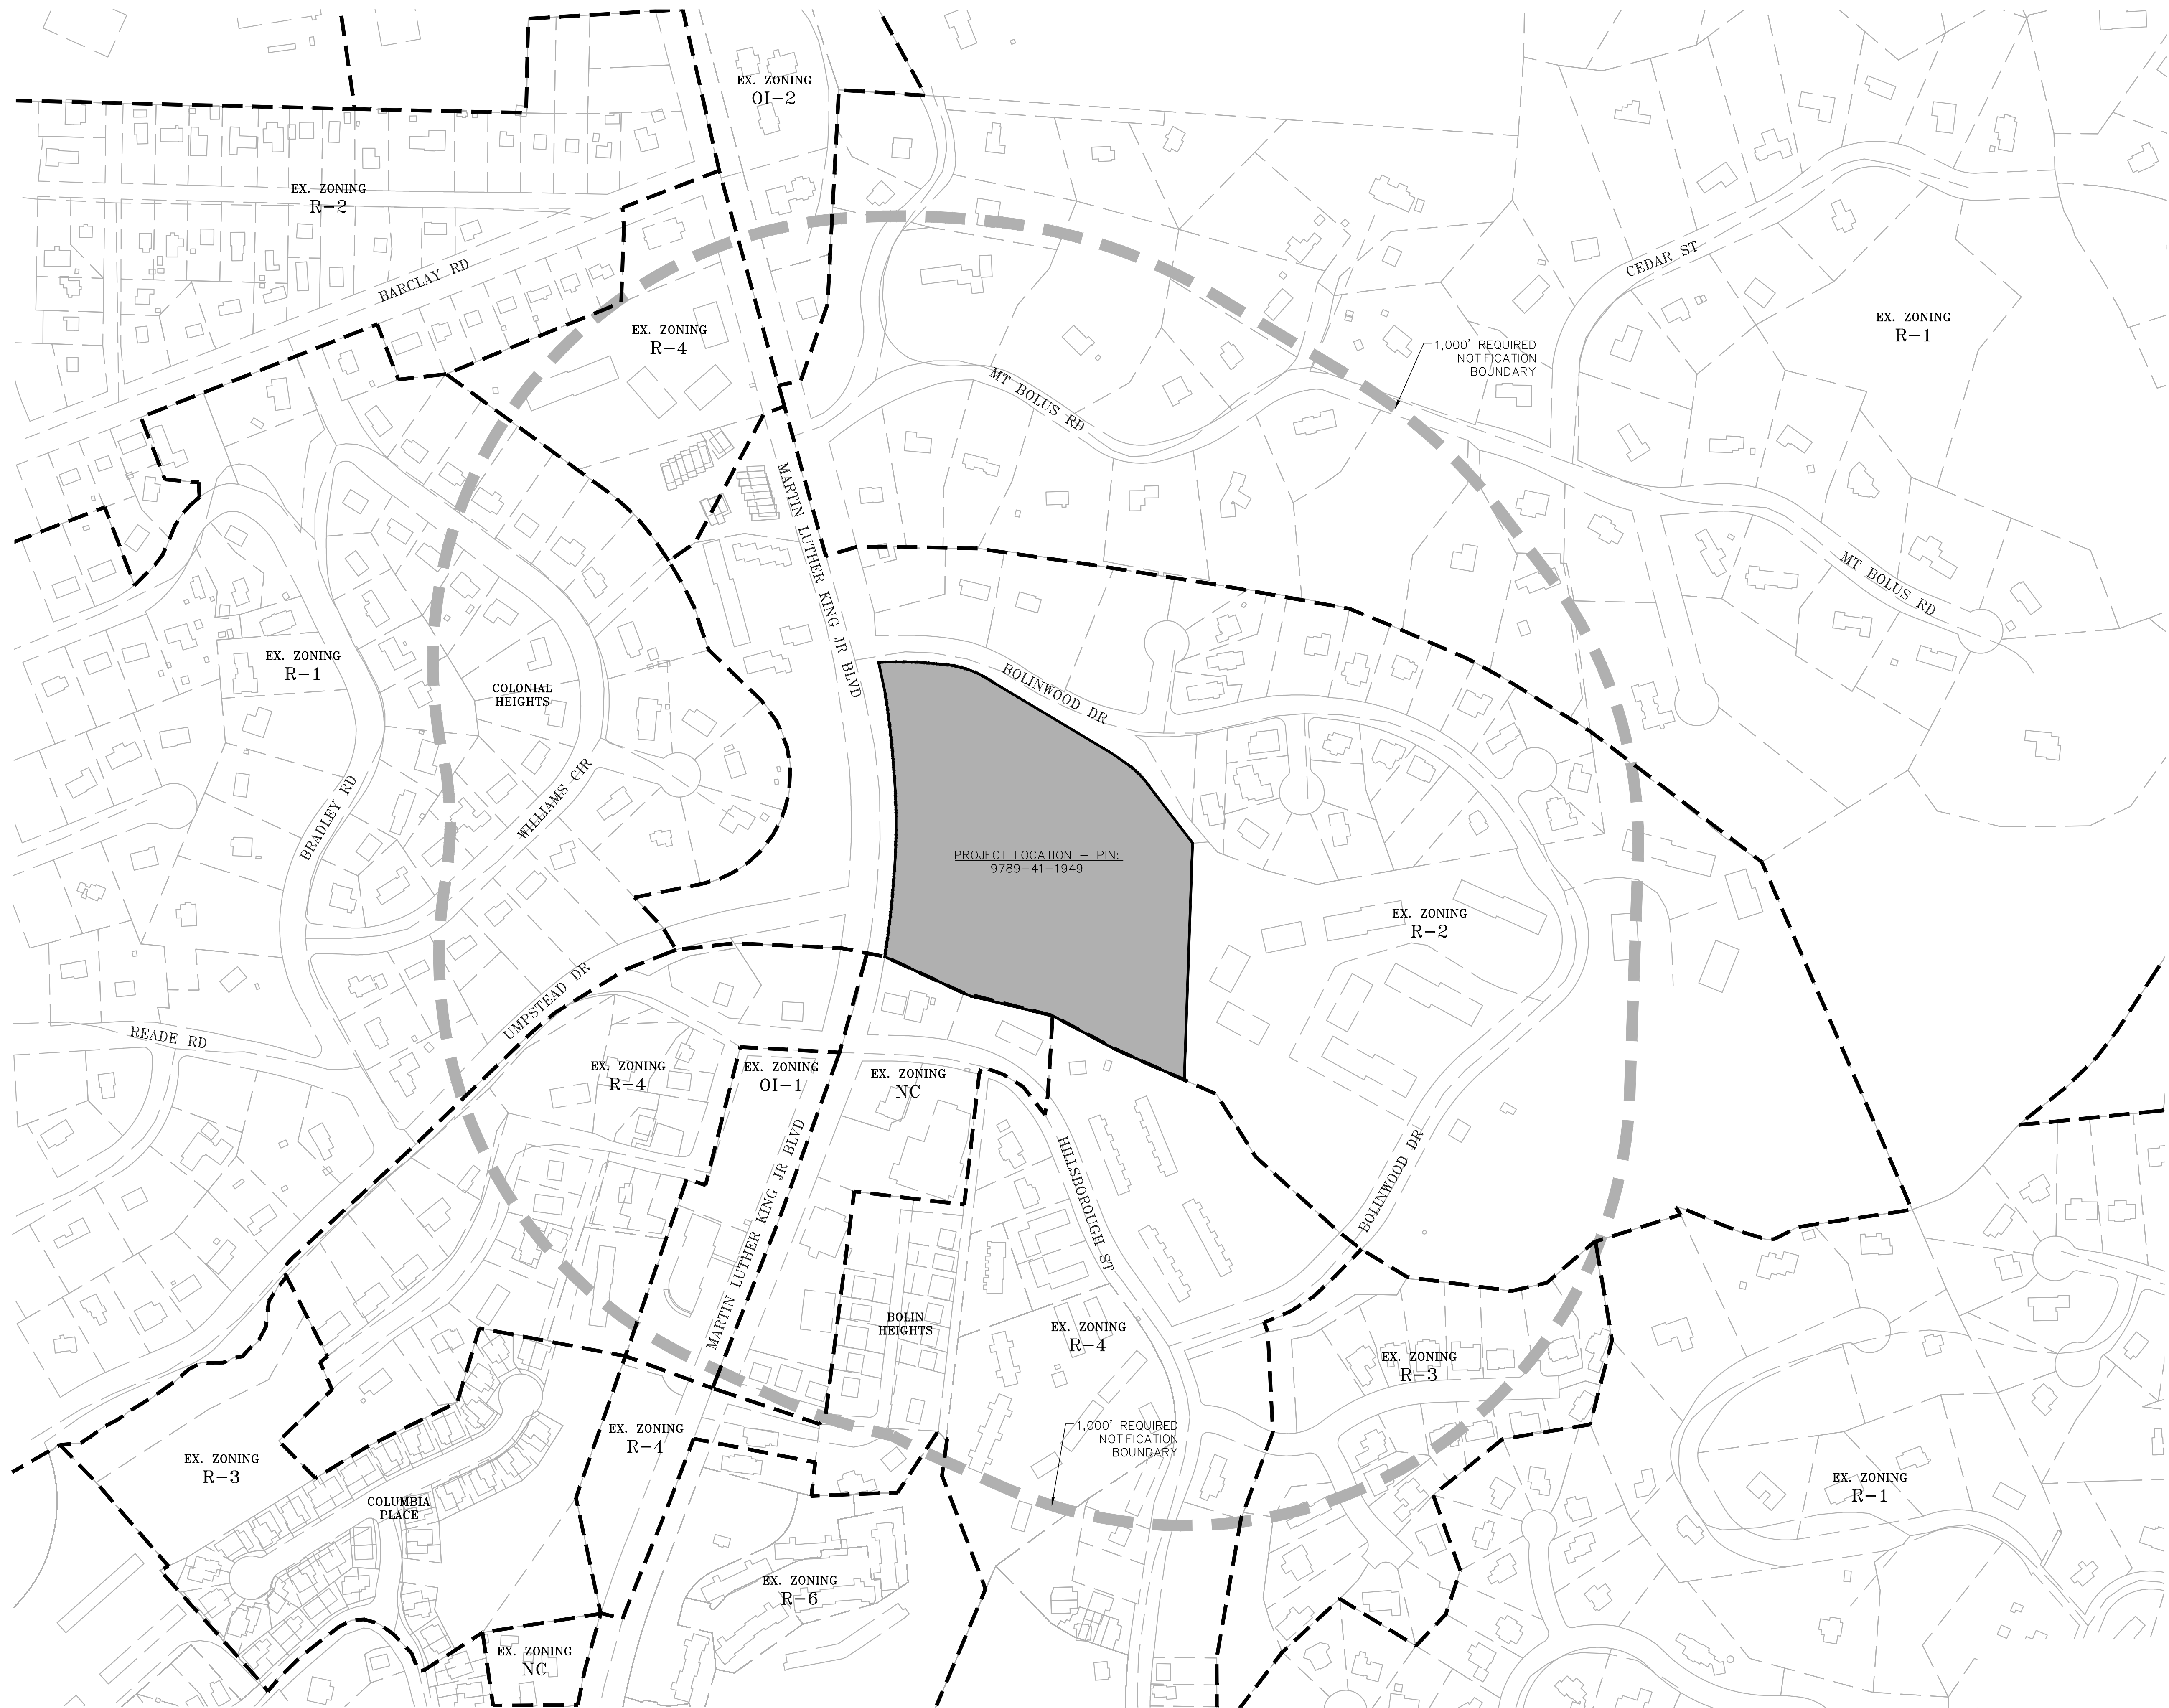 EX. ZONING
OI-2
EX. ZONING
R-2
BARCLAY RD
CEDAR ST
EX. ZONING
R-1
EX. ZONING
R-4
1,000' REQUIRED
NOTIFICATION
BOUNDARY
MT BOLUS RD
MARTIN LUTHER KING JR BLVD
MT BOLUS RD
EX. ZONING
R-1
COLONIAL
HEIGHTS
BOLINWOOD DR
BRADLEY RD
WILLIAMS CIR
PROJECT LOCATION - PIN:
9789-41-1949
EX. ZONING
R-2
UMPSTEAD DR
READE RD
EX. ZONING
R-4
EX. ZONING
OI-1
EX. ZONING
NC
MARTIN LUTHER KING JR BLVD
HILLSBOROUGH ST
BOLINWOOD DR
BOLIN
HEIGHTS
EX. ZONING
R-4
EX. ZONING
R-3
EX. ZONING
R-4
1,000' REQUIRED
NOTIFICATION
BOUNDARY
EX. ZONING
R-3
EX. ZONING
R-1
COLUMBIA
PLACE
EX. ZONING
R-6
EX. ZONING
NC